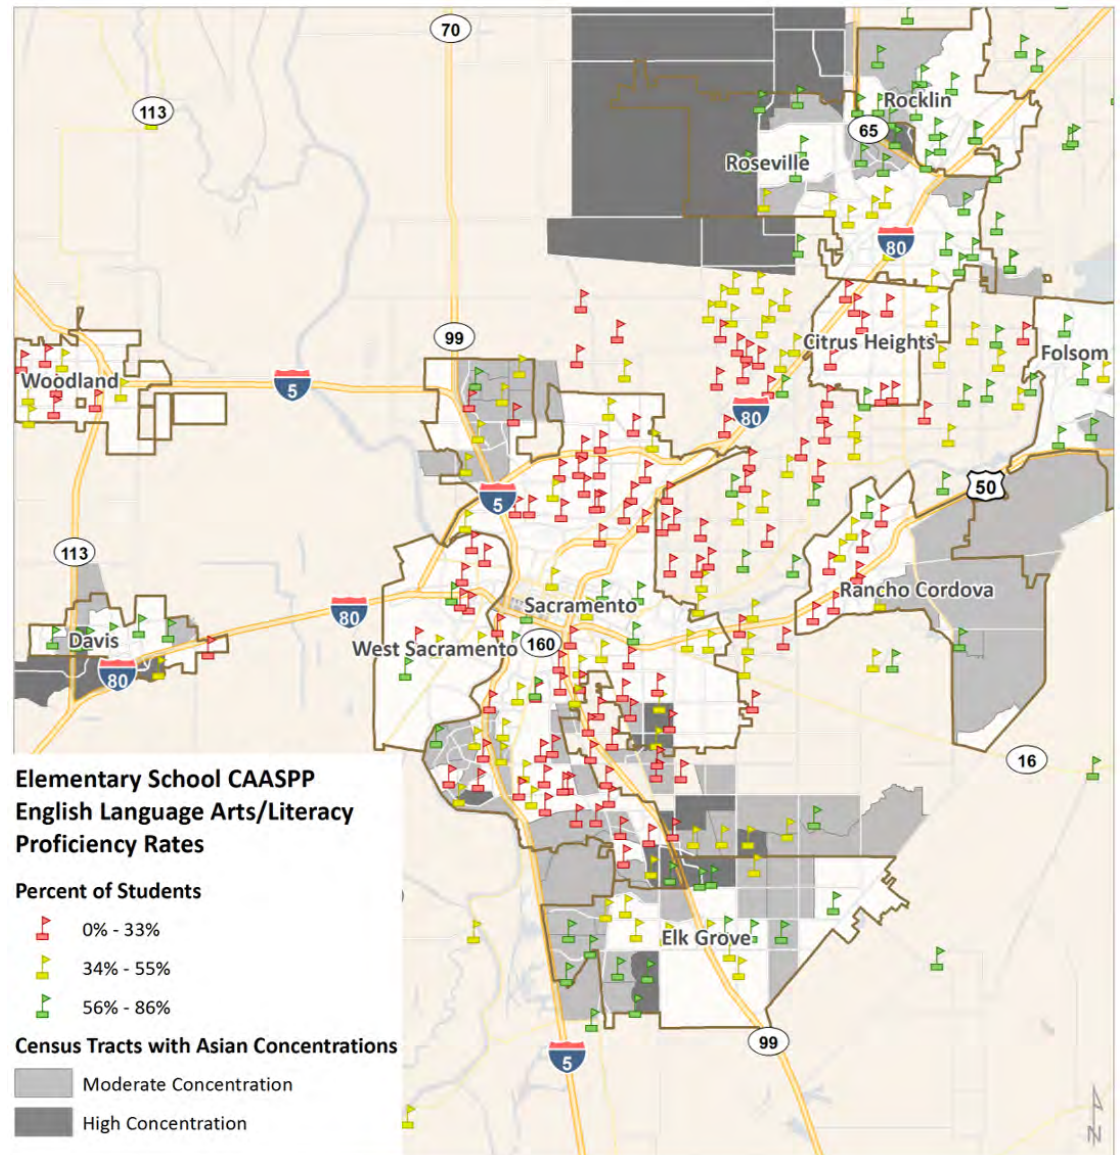 70
113
Rocklin
65
Roseville
80
99
Citrus Heights
Folsom
Woodland
5
80
5
50
113
Rancho Cordova
Sacramento
80
Davis
160
West Sacramento
80
16
Elementary School CAASPP
English Language Arts/Literacy
Proficiency Rates
Percent of Students
0% - 33%
34% - 55%
56% - 86%
Elk Grove
Census Tracts with Asian Concentrations
99
5
Moderate Concentration
High Concentration
N